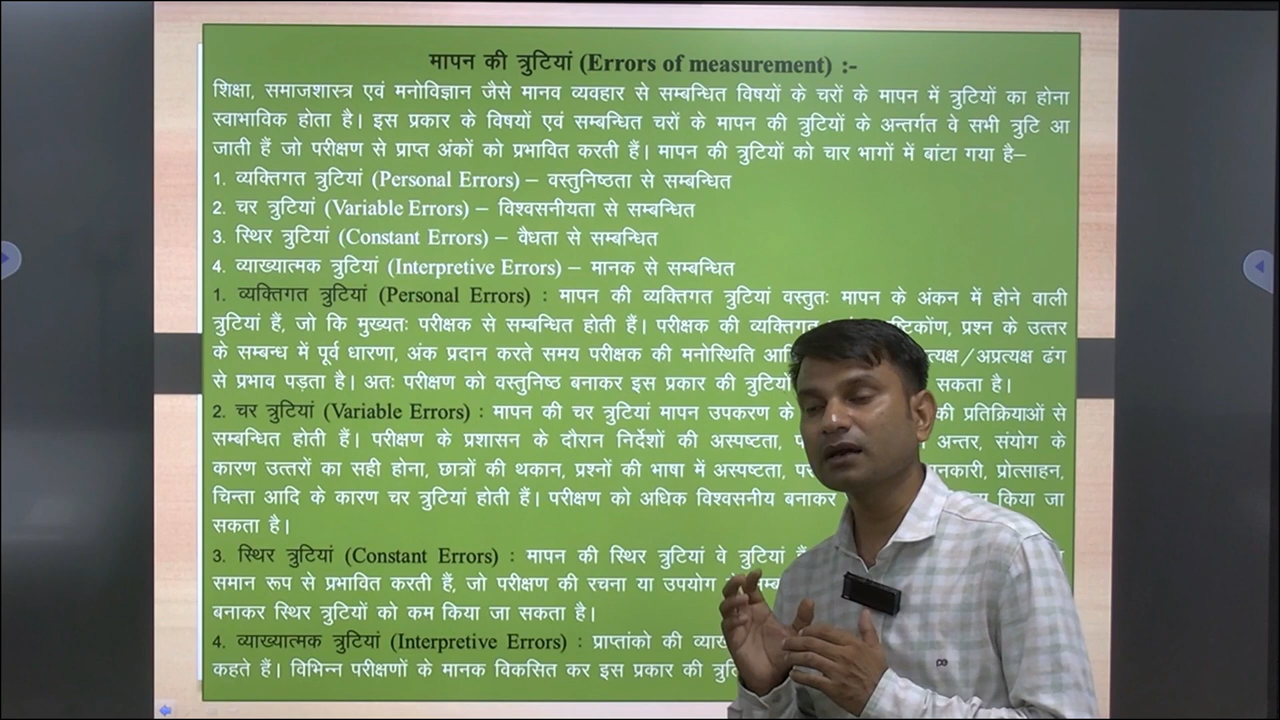 मापन की त्रुटियां (Errors of measurement) :-
शिक्षा, समाजशास्त्र एवं मनोविज्ञान जैसे मानव व्यवहार से सम्बन्धित विषयों के चरों के मापन में त्रुटियों का होना
स्वाभाविक होता है। इस प्रकार के विषयों एवं सम्बन्धित चरों के मापन की त्रुटियों के अन्तर्गत वे सभी त्रुटि आ
जाती हैं जो परीक्षण से प्राप्त अंकों को प्रभावित करती हैं। मापन की त्रुटियों को चार भागों में बांटा गया है–
1. व्यक्तिगत त्रुटियां (Personal Errors) – वस्तुनिष्ठता से सम्बन्धित
2. चर त्रुटियां (Variable Errors) – विश्वसनीयता से सम्बन्धित
3. स्थिर त्रुटियां (Constant Errors) – वैधता से सम्बन्धित
4. व्याख्यात्मक त्रुटियां (Interpretive Errors) – मानक से सम्बन्धित
1. व्यक्तिगत त्रुटियां (Personal Errors) : मापन की व्यक्तिगत त्रुटियां वस्तुतः मापन के अंकन में होने वाली
त्रुटियां हैं, जो कि मुख्यतः परीक्षक से सम्बन्धित होती हैं। परीक्षक की व्यक्तिगत प्रश्न के उत्तर
के सम्बन्ध में पूर्व धारणा, अंक प्रदान करते समय परीक्षक की मनोस्थिति ढंग
से प्रभाव पड़ता है। अतः परीक्षण को वस्तुनिष्ठ बनाकर इस प्रकार की सकता है।
2. चर त्रुटियां (Variable Errors) : मापन की चर त्रुटियां मापन उपकरण के की प्रतिक्रियाओं से
सम्बन्धित होती हैं। परीक्षण के प्रशासन के दौरान निर्देशों की अस्पष्टता, अन्तर, संयोग के
कारण उत्तरों का सही होना, छात्रों की थकान, प्रश्नों की भाषा में अस्पष्टता, प्रोत्साहन,
चिन्ता आदि के कारण चर त्रुटियां होती हैं। परीक्षण को अधिक विश्वसनीय बनाकर किया जा
सकता है।
3. स्थिर त्रुटियां (Constant Errors) : मापन की स्थिर त्रुटियां वे त्रुटियां
समान रूप से प्रभावित करती हैं, जो परीक्षण की रचना या उपयोग
बनाकर स्थिर त्रुटियों को कम किया जा सकता है।
4. व्याख्यात्मक त्रुटियां (Interpretive Errors) : प्राप्तांको की
कहते हैं। विभिन्न परीक्षणों के मानक विकसित कर इस प्रकार की